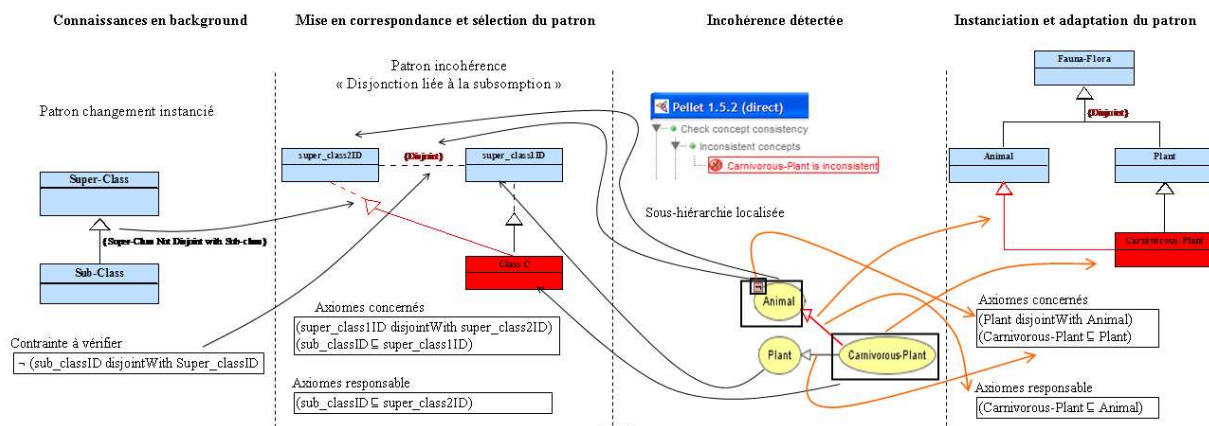 Connaissances en background
Mise en correspondance et sélection du patron
Incohérence détectée
Instanciation et adaptation du patron
Patron changement instancié
Super-Class
{Super-Class Not Disjoint with Sub-class}
Sub-Class
Contrainte à vérifier
¬ (sub_classID disjointWith Super_classID
Patron incohérence
« Disjonction liée à la subsomption »
super_class2ID
{Disjoint}
super_class1ID
Class C
Axiomes concernés
(super_class1ID disjointWith super_class2ID)
(sub_classID ⊑ super_class1ID)
Axiomes responsable
(sub_classID ⊑ super_class2ID)
Pellet 1.5.2 (direct)
Check concept consistency
Inconsistent concepts
Carnivorous-Plant is inconsistent
Sous-hiérarchie localisée
¬
Animal
Plant
Carnivorous-Plant
Fauna-Flora
{Disjoint}
Animal
Plant
Carnivorous-Plant
Axiomes concernés
(Plant disjointWith Animal)
(Carnivorous-Plant ⊑ Plant)
Axiomes responsable
(Carnivorous-Plant ⊑ Animal)